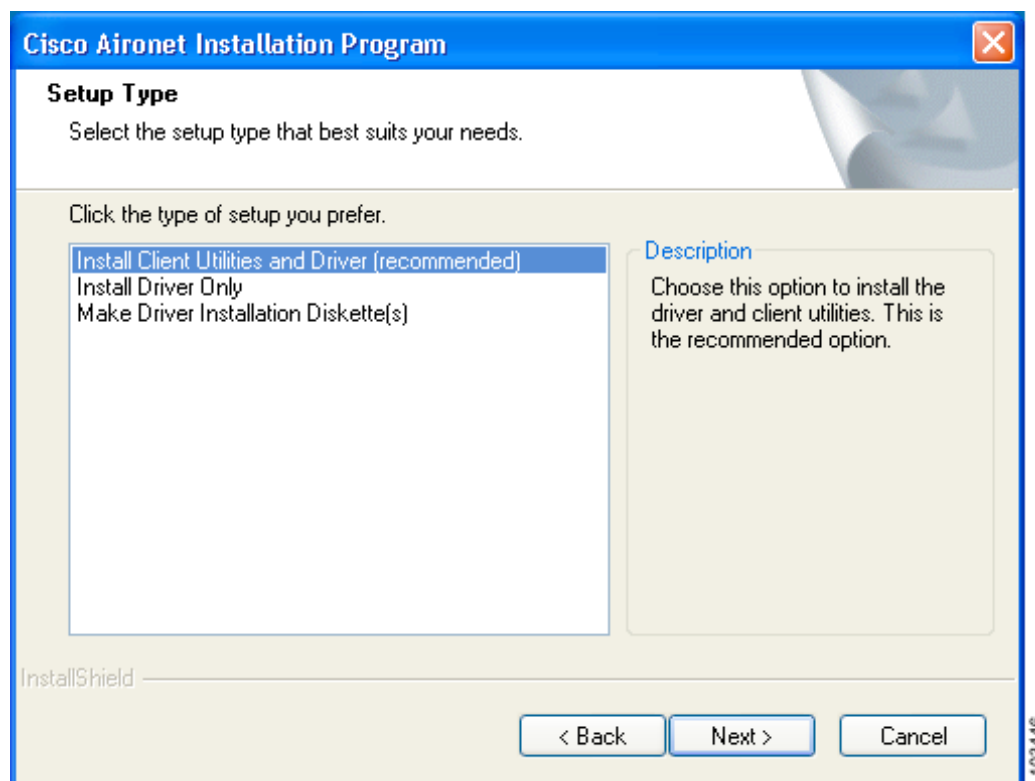 Cisco Aironet Installation Program
Setup Type
Select the setup type that best suits your needs.
Click the type of setup you prefer.
Install Client Utilities and Driver (recommended)
Install Driver Only
Make Driver Installation Diskette(s)
Description
Choose this option to install the
driver and client utilities. This is
the recommended option.
InstallShield
< Back
Next >
Cancel